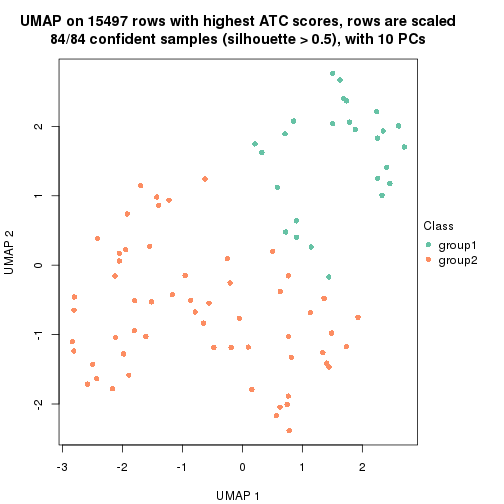 UMAP on 15497 rows with highest ATC scores, rows are scaled
84/84 confident samples (silhouette > 0.5), with 10 PCs
UMAP 2
2
1
0
-1
-2
-3
-2
-1
0
1
2
UMAP 1
Class
group1
group2